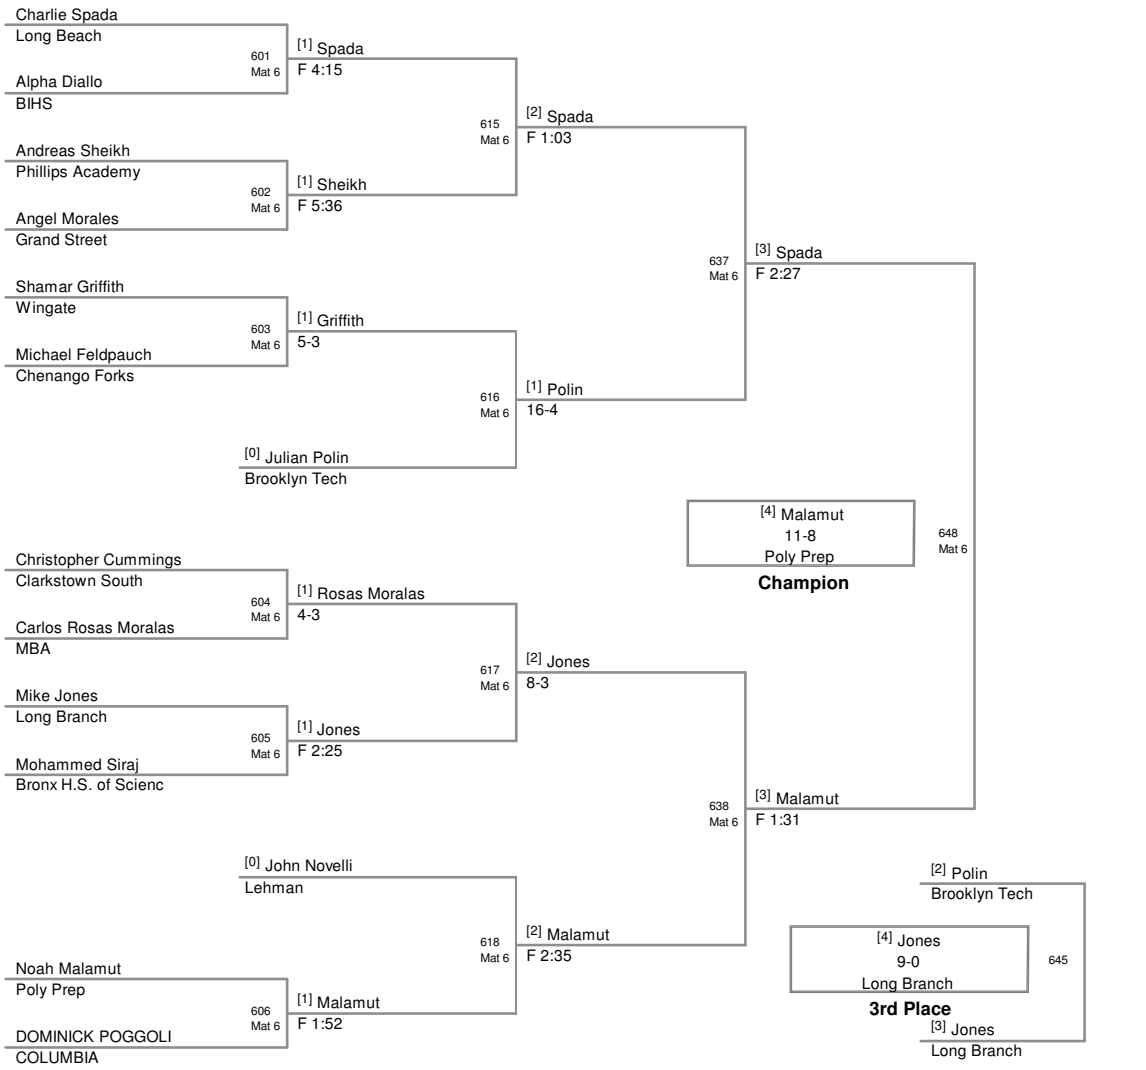 Charlie Spada
Long Beach
601
Mat 6
[1] Spada
F 4:15
Alpha Diallo
BIHS
615
Mat 6
[2] Spada
F 1:03
Andreas Sheikh
Phillips Academy
602
Mat 6
[1] Sheikh
F 5:36
Angel Morales
Grand Street
637
Mat 6
[3] Spada
F 2:27
Shamar Griffith
Wingate
603
Mat 6
[1] Griffith
5-3
Michael Feldpauch
Chenango Forks
616
Mat 6
[1] Polin
16-4
[0] Julian Polin
Brooklyn Tech
[4] Malamut
11-8
Poly Prep
Champion
648
Mat 6
Christopher Cummings
Clarkstown South
604
Mat 6
[1] Rosas Moralas
4-3
Carlos Rosas Moralas
MBA
617
Mat 6
[2] Jones
8-3
Mike Jones
Long Branch
605
Mat 6
[1] Jones
F 2:25
Mohammed Siraj
Bronx H.S. of Scienc
638
Mat 6
[3] Malamut
F 1:31
[0] John Novelli
Lehman
618
Mat 6
[2] Malamut
F 2:35
Noah Malamut
Poly Prep
606
Mat 6
[1] Malamut
F 1:52
DOMINICK POGGOLI
COLUMBIA
[2] Polin
Brooklyn Tech
[4] Jones
9-0
Long Branch
3rd Place
645
[3] Jones
Long Branch